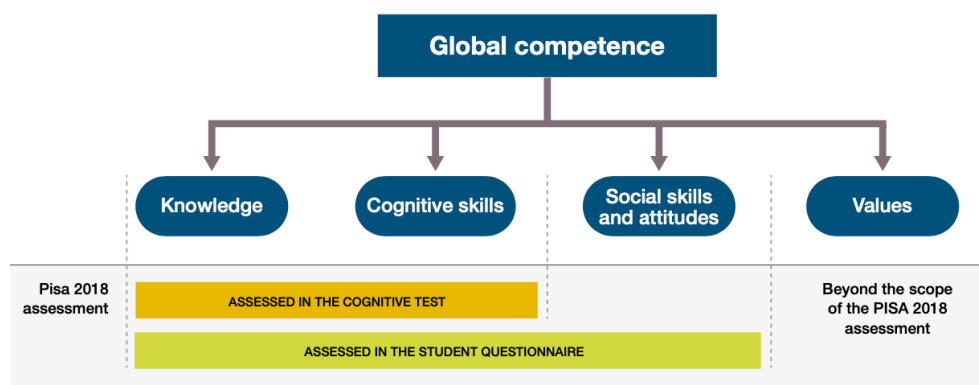 Global competence
Knowledge
Cognitive skills
Social skills
and attitudes
Values
Pisa 2018
assessment
ASSESSED IN THE COGNITIVE TEST
ASSESSED IN THE STUDENT QUESTIONNAIRE
Beyond the scope
of the PISA 2018
assessment